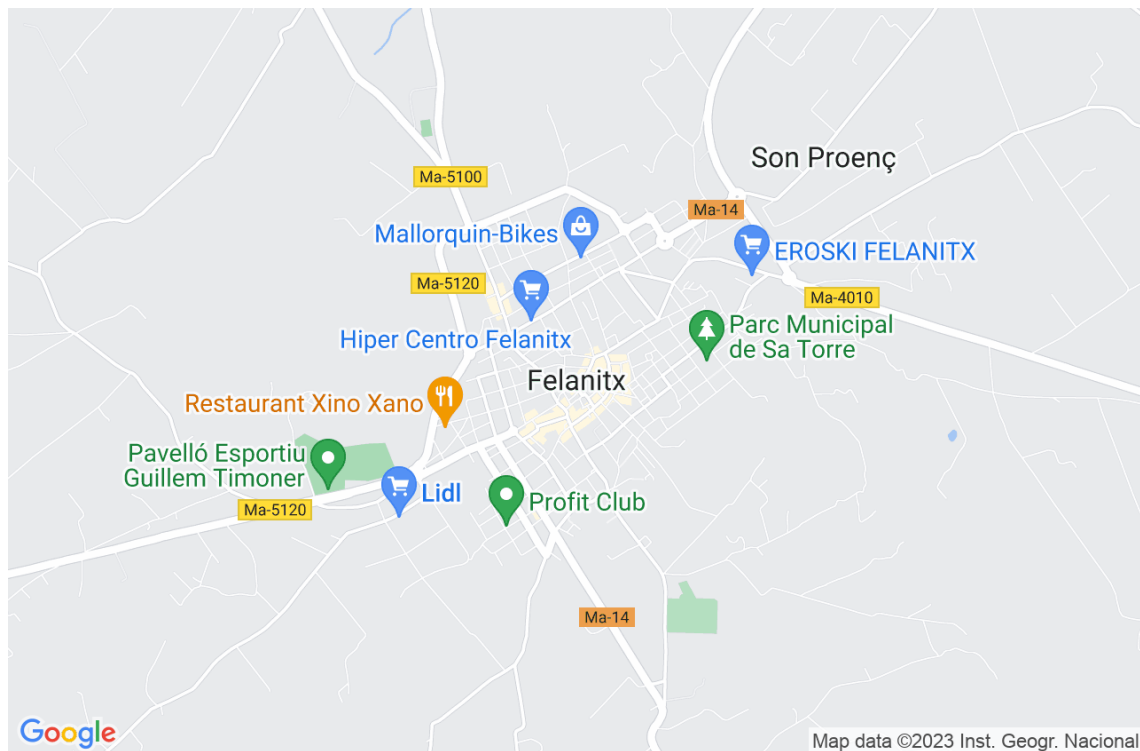 Son Proenç
Ma-5100
Ma-14
Mallorquin-Bikes
EROSKI FELANITX
Ma-5120
Ma-4010
Hiper Centro Felanitx
Parc Municipal
de Sa Torre
Felanitx
Restaurant Xino Xano
Pavelló Esportiu
Guillem Timoner
Lidl
Profit Club
Ma-5120
Ma-14
Google
Map data ©2023 Inst. Geogr. Nacional